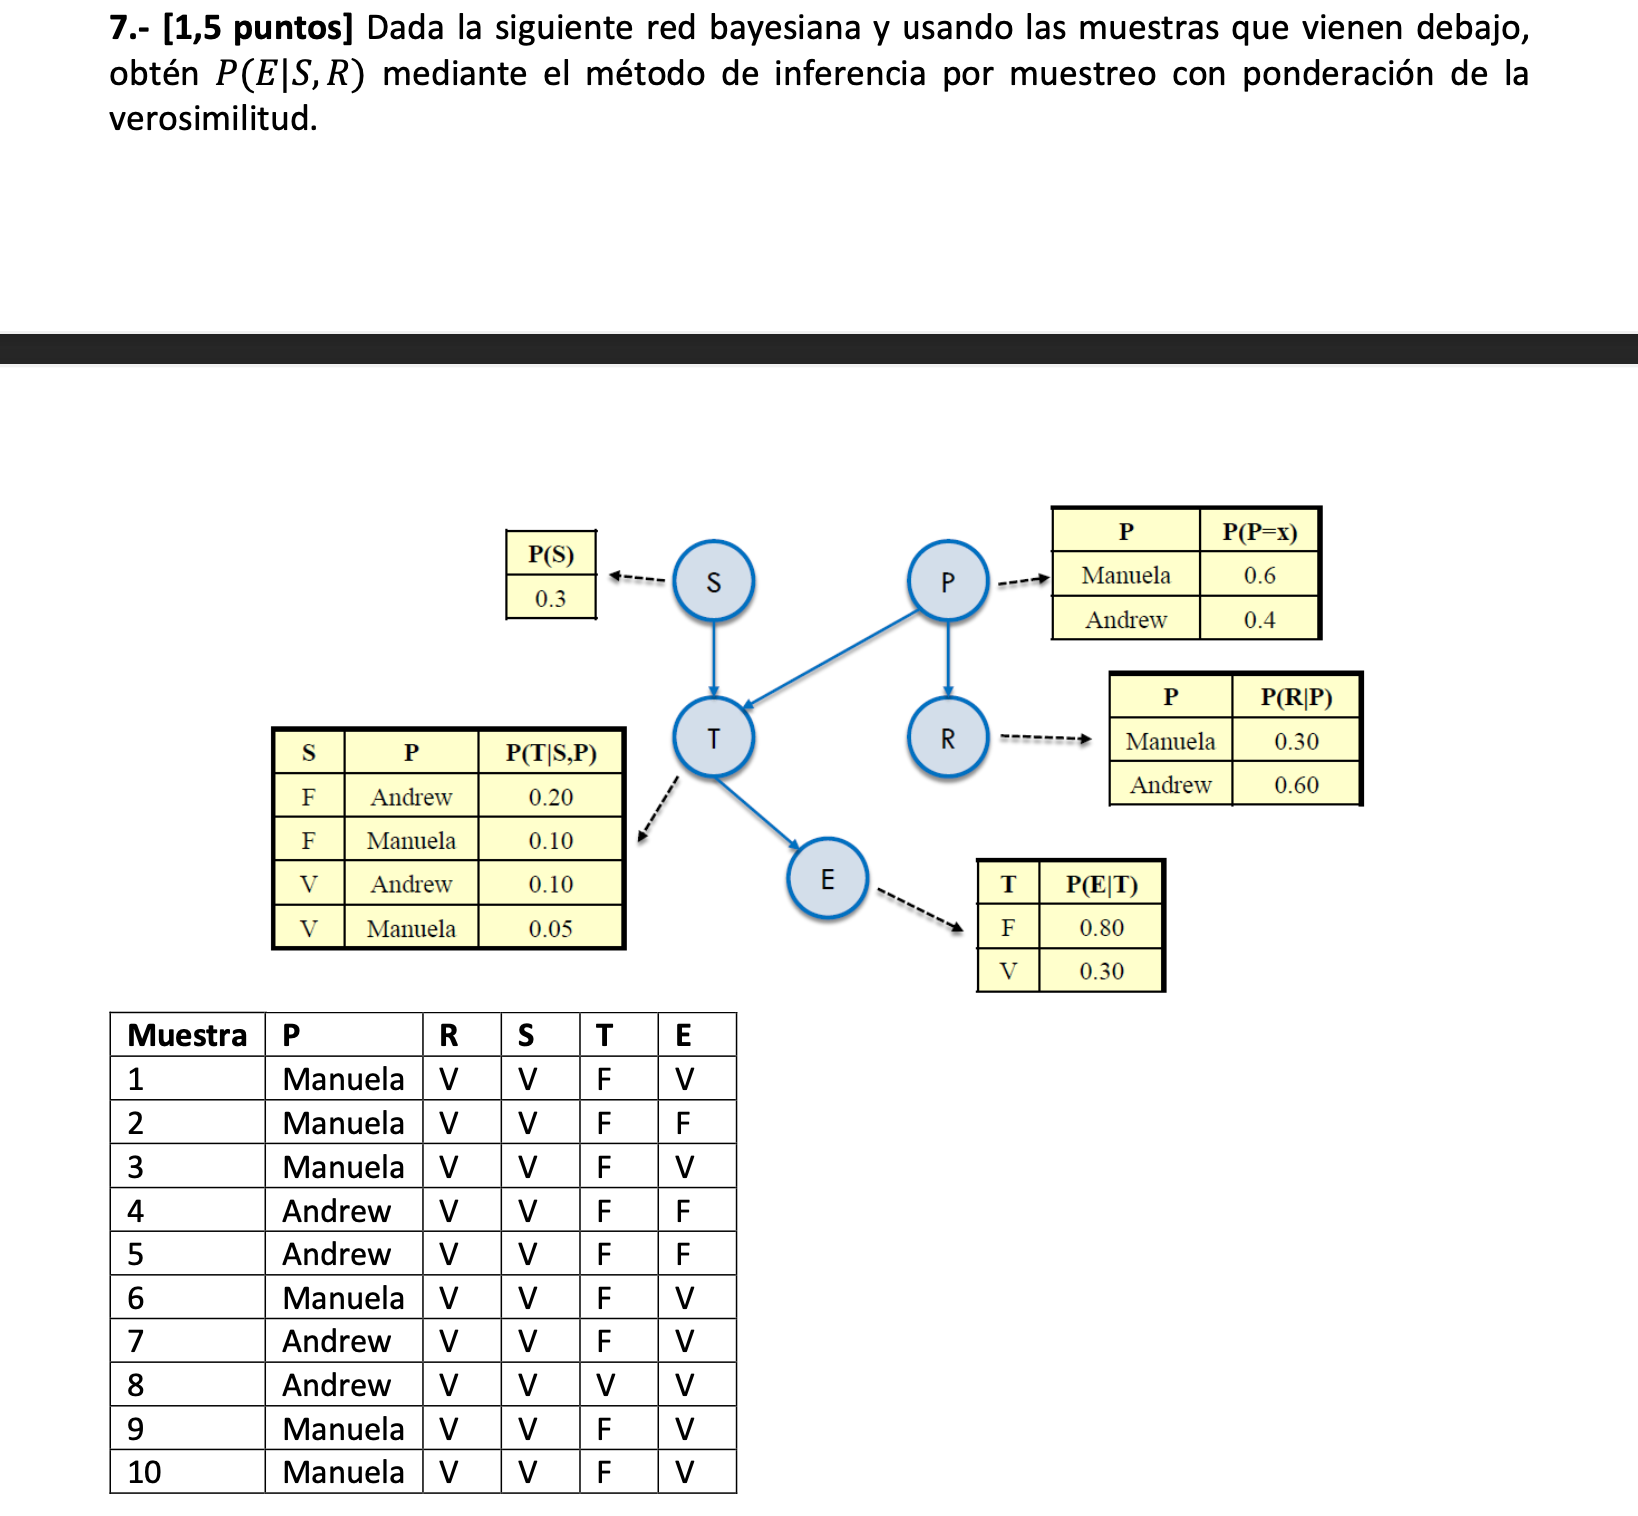 7.- [1,5 puntos] Dada la siguiente red bayesiana y usando las muestras que vienen debajo,
obtén P(E|S, R) mediante el método de inferencia por muestreo con ponderación de la
verosimilitud.
P(S)
0.3
S
P
P P(P=x)
Manuela 0.6
Andrew 0.4
T
R
P P(R|P)
Manuela 0.30
Andrew 0.60
S P P(T|S,P)
F Andrew 0.20
F Manuela 0.10
V Andrew 0.10
V Manuela 0.05
E
T P(E|T)
F 0.80
V 0.30
Muestra P R S T E
1 Manuela V V F V
2 Manuela V V F F
3 Manuela V V F V
4 Andrew V V F F
5 Andrew V V F F
6 Manuela V V F V
7 Andrew V V F V
8 Andrew V V V V
9 Manuela V V F V
10 Manuela V V F V